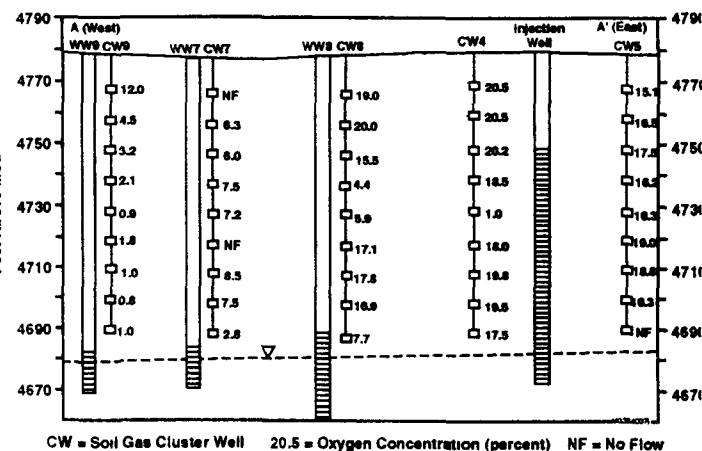 4790 A (West) Injection A' (East) 4790
WW9 CW9 WW7 CW7 WW8 CW8 CW4 Well CW5
4770 12.0 NF 19.0 20.5 15.1 4770
4.5 6.3 20.0 20.5 16.5
4750 3.2 6.0 15.5 20.2 17.5 4750
2.1 7.5 4.4 18.5 16.2
4730 0.9 7.2 5.9 1.0 16.3 4730
1.8 NF 17.1 18.0 19.0
4710 1.0 8.5 17.8 19.8 18.8 4710
0.8 7.5 16.9 19.5 16.3
4690 1.0 2.8 7.7 17.5 NF 4690
4670 4670
CW = Soil Gas Cluster Well 20.5 = Oxygen Concentration (percent) NF = No Flow